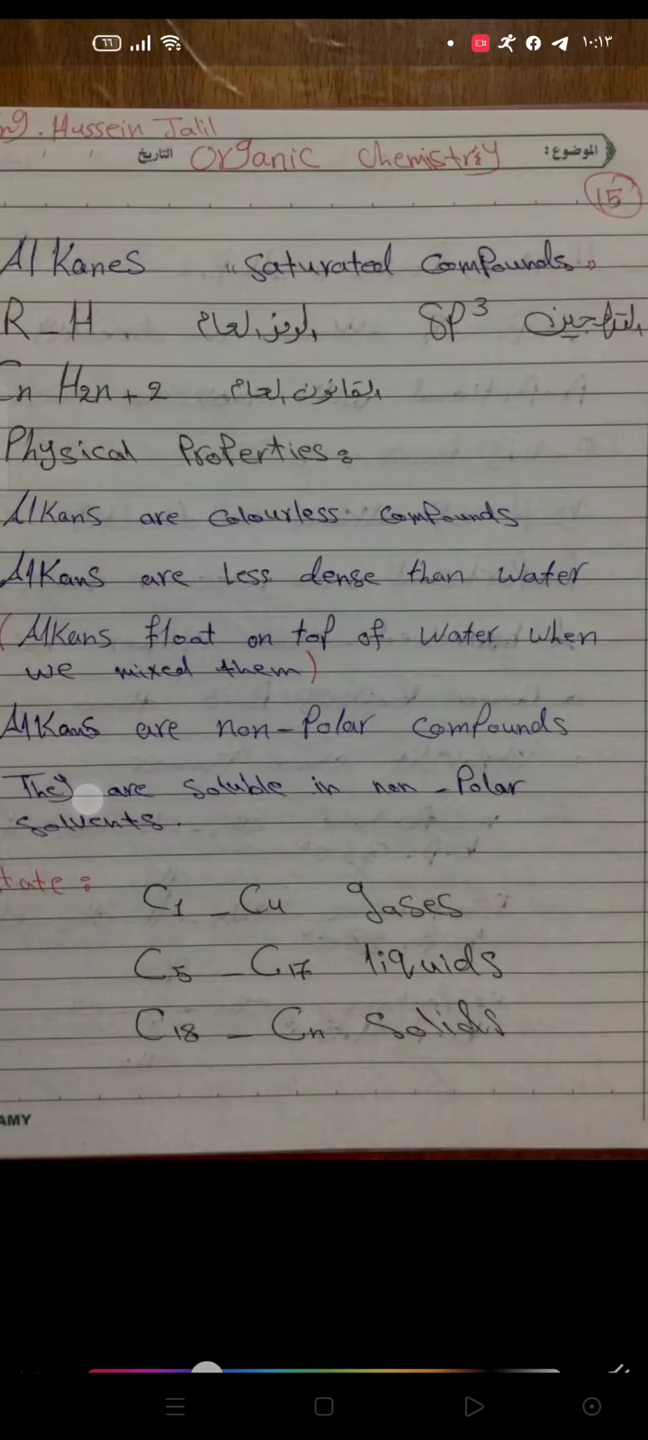 ٦٦ ١٠:١٣
ng. Hussein Jalil
التاريخ Organic chemistry الموضوع:
15
Alkanes "Saturated Compounds"
R - H الرمز العام SP³ التهجين
Cn H2n + 2 القانون العام
Physical Properties:
Alkans are colourless compounds
Alkans are less dense than water
(Alkans float on top of water when
we mixed them)
Alkans are non-Polar compounds
They are soluble in non-Polar
solvents.
tate:
C1 - C4 gases
C5 - C17 liquids
C18 - Cn solids
AMY